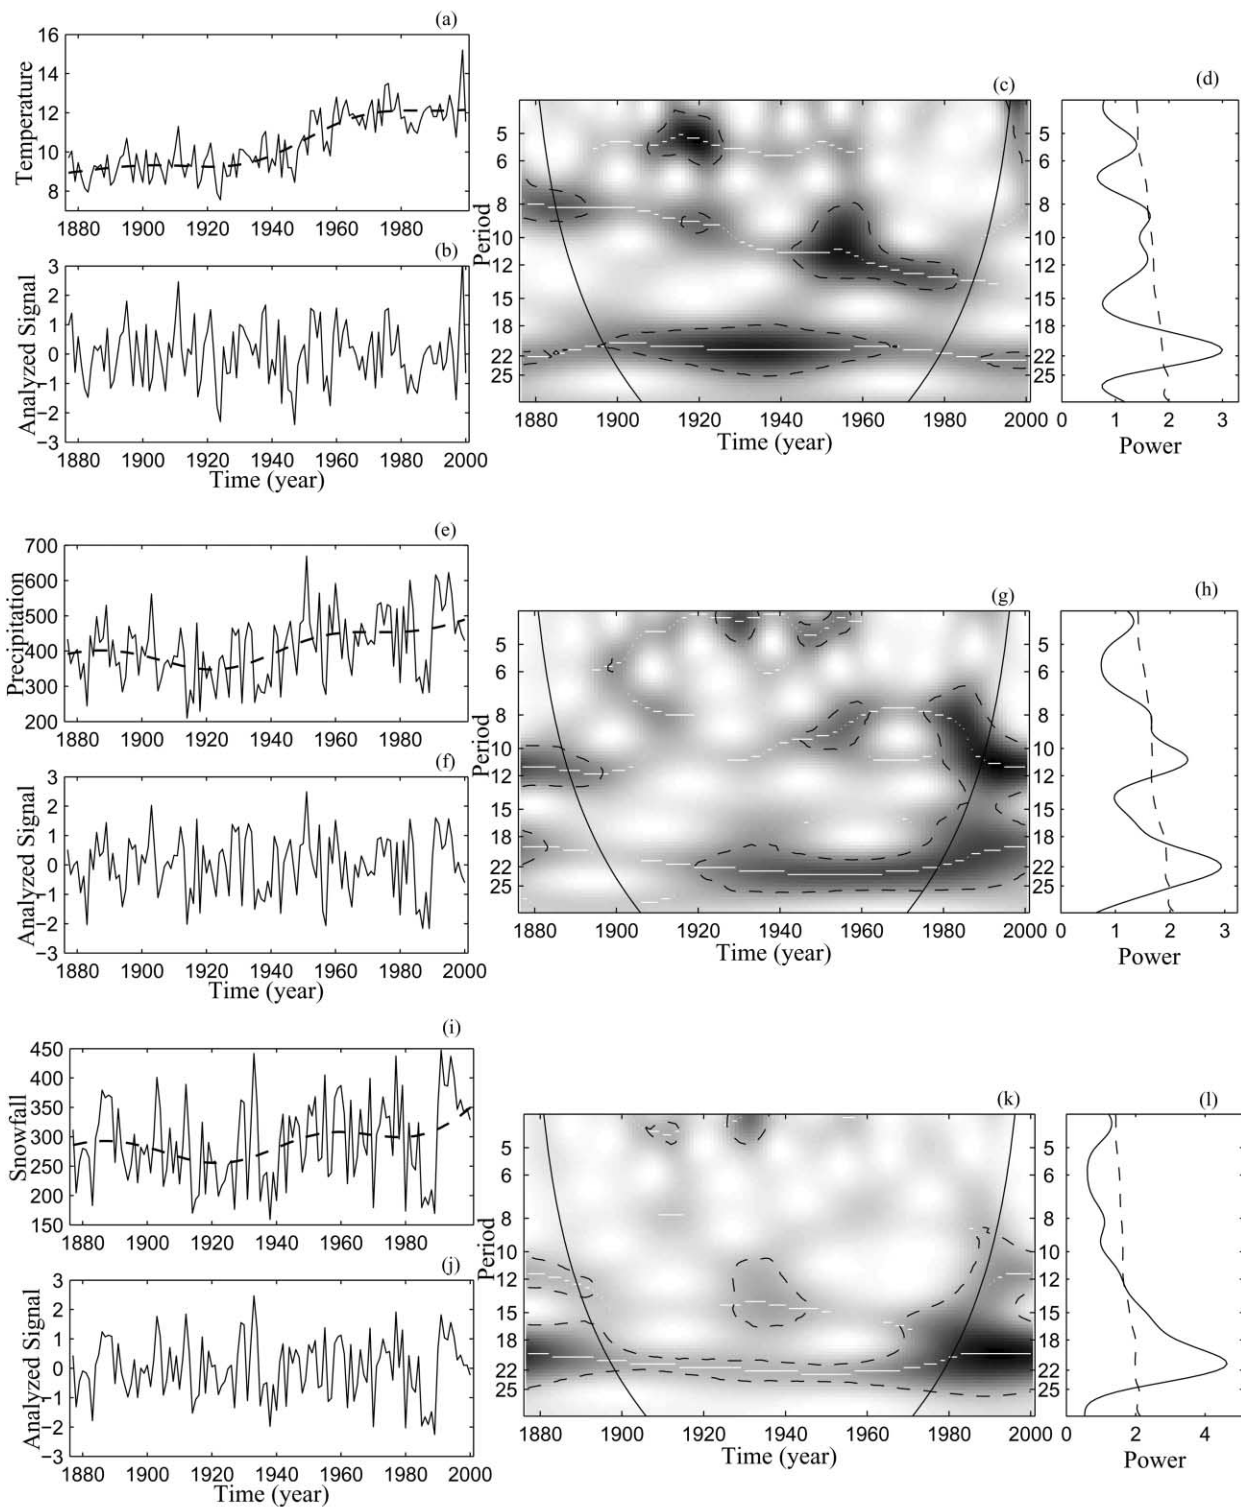 (a)
16
14
12
10
8
Temperature
1880 1900 1920 1940 1960 1980
(b)
3
2
1
0
−1
−2
−3
Analyzed Signal
1880 1900 1920 1940 1960 1980 2000
Time (year)
(c)
5
6
8
10
12
15
18
22
25
Period
1880 1900 1920 1940 1960 1980 2000
Time (year)
(d)
5
6
8
10
12
15
18
22
25
0 1 2 3
Power
(e)
700
600
500
400
300
200
Precipitation
1880 1900 1920 1940 1960 1980
(f)
3
2
1
0
−1
−2
−3
Analyzed Signal
1880 1900 1920 1940 1960 1980 2000
Time (year)
(g)
5
6
8
10
12
15
18
22
25
Period
1880 1900 1920 1940 1960 1980 2000
Time (year)
(h)
5
6
8
10
12
15
18
22
25
0 1 2 3
Power
(i)
450
400
350
300
250
200
150
Snowfall
1880 1900 1920 1940 1960 1980
(j)
3
2
1
0
−1
−2
−3
Analyzed Signal
1880 1900 1920 1940 1960 1980 2000
Time (year)
(k)
5
6
8
10
12
15
18
22
25
Period
1880 1900 1920 1940 1960 1980 2000
Time (year)
(l)
5
6
8
10
12
15
18
22
25
0 2 4
Power